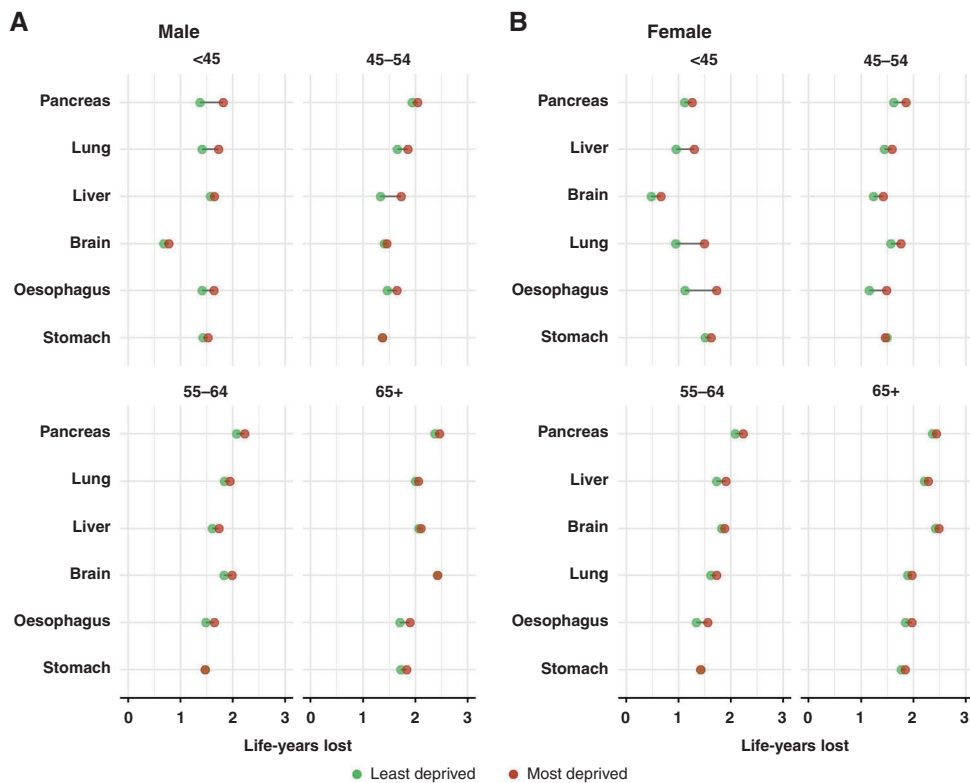 A
Male
B
Female
<45
45–54
<45
45–54
Pancreas
Lung
Liver
Brain
Oesophagus
Stomach
Pancreas
Liver
Brain
Lung
Oesophagus
Stomach
55–64
65+
55–64
65+
Pancreas
Lung
Liver
Brain
Oesophagus
Stomach
Pancreas
Liver
Brain
Lung
Oesophagus
Stomach
0 1 2 3 0 1 2 3
0 1 2 3 0 1 2 3
Life-years lost
Life-years lost
Least deprived Most deprived